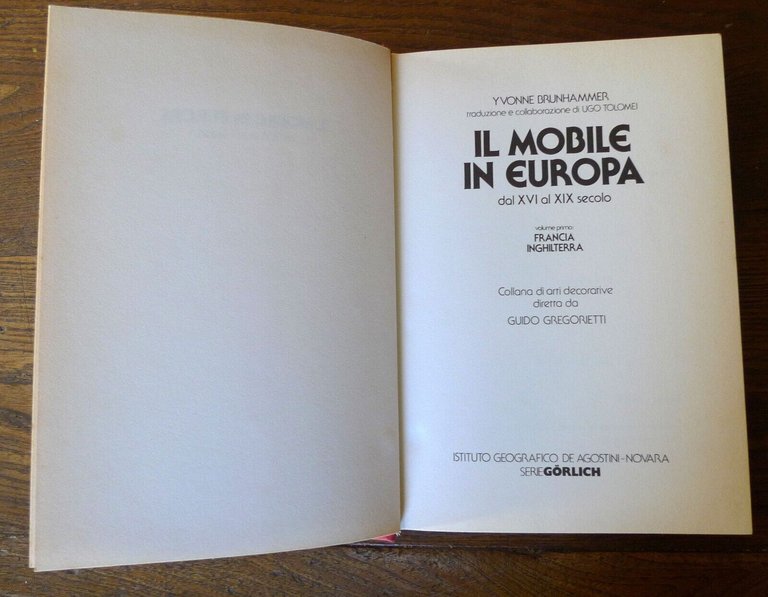 YVONNE BRUNHAMMER
traduzione e collaborazione di UGO TOLOMEI
IL MOBILE
IN EUROPA
dal XVI al XIX secolo
volume primo:
FRANCIA
INGHILTERRA
Collana di arti decorative
diretta da
GUIDO GREGORIETTI
ISTITUTO GEOGRAFICO DE AGOSTINI-NOVARA
SERIE GÖRLICH